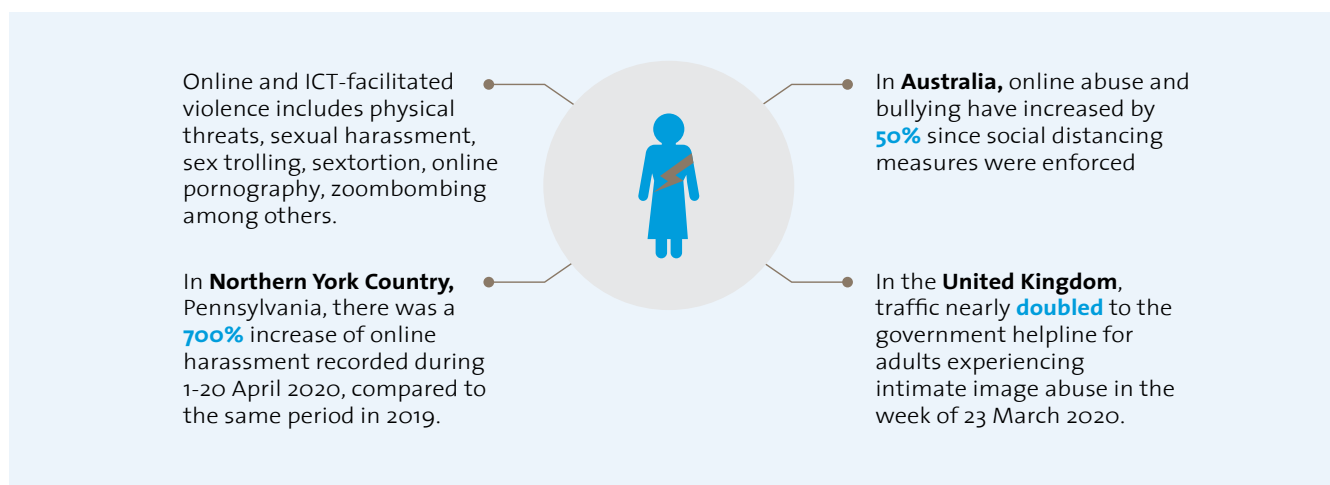 Online and ICT-facilitated
violence includes physical
threats, sexual harassment,
sex trolling, sextortion, online
pornography, zoombombing
among others.
In Northern York Country,
Pennsylvania, there was a
700% increase of online
harassment recorded during
1-20 April 2020, compared to
the same period in 2019.
In Australia, online abuse and
bullying have increased by
50% since social distancing
measures were enforced
In the United Kingdom,
traffic nearly doubled to the
government helpline for
adults experiencing
intimate image abuse in the
week of 23 March 2020.